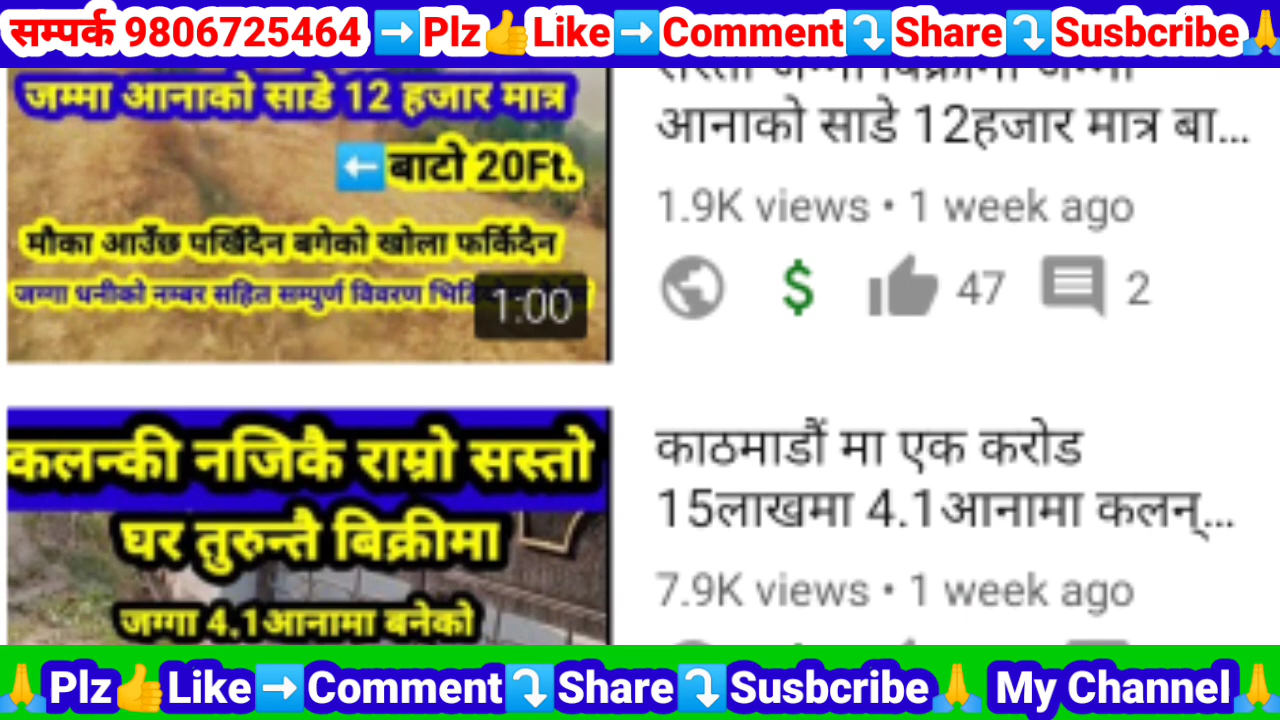 सम्पर्क 9806725464 ➡️Plz👍Like➡️Comment⤵️Share⤵️Susbcribe🙏
जम्मा आनाको साडे 12 हजार मात्र
⬅️बाटो 20Ft.
मौका आउँछ पर्खिदैन बगेको खोला फर्किदैन
जग्गा धनीको नम्बर सहित सम्पुर्ण विवरण
1:00
आनाको साडे 12हजार मात्र बा...
1.9K views • 1 week ago
$ 47 2
कलन्की नजिकै राम्रो सस्तो
घर तुरुन्तै बिक्रीमा
जग्गा 4.1आनामा बनेको
काठमाडौं मा एक करोड
15लाखमा 4.1आनामा कलन्...
7.9K views • 1 week ago
🙏Plz👍Like➡️Comment⤵️Share⤵️Susbcribe🙏 My Channel🙏